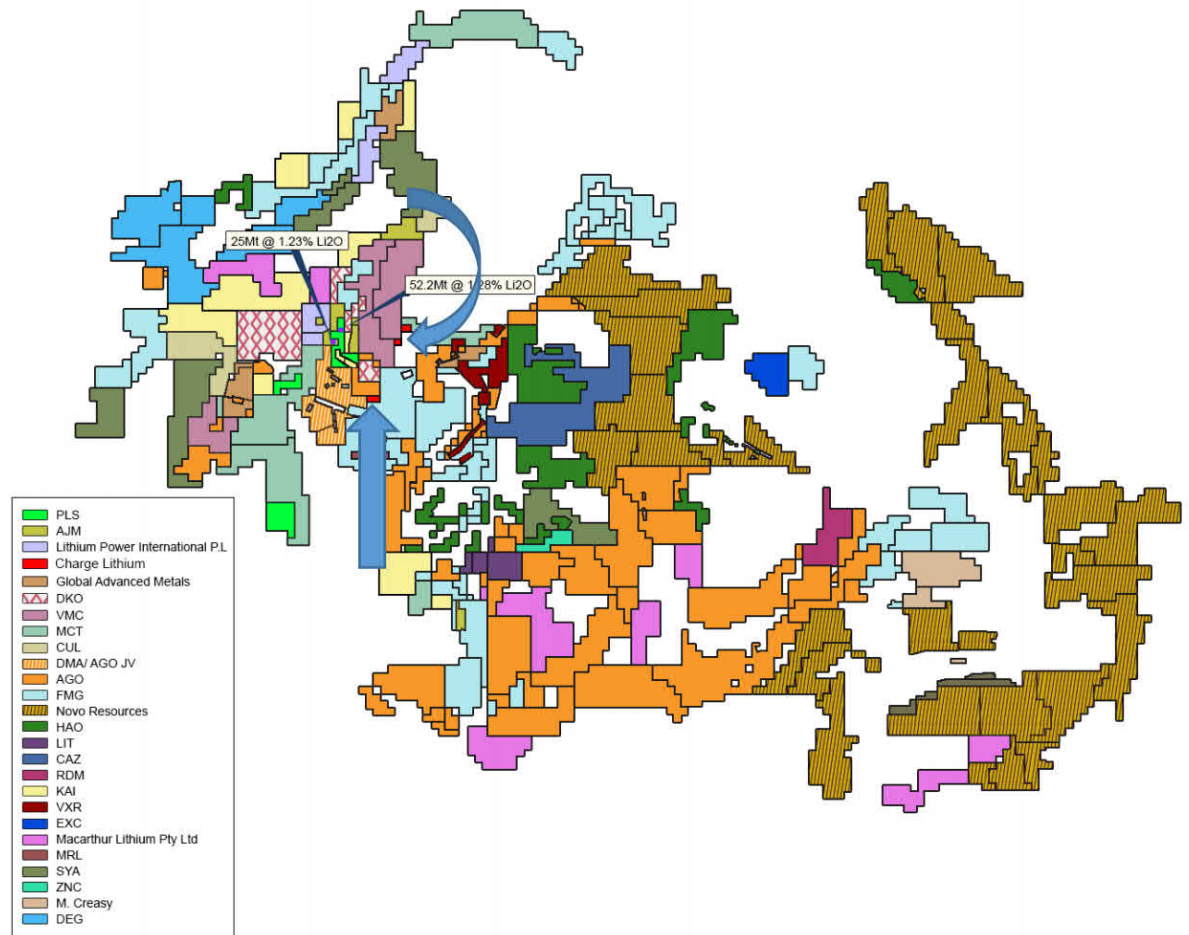 25Mt @ 1.23% Li2O
52.2Mt @ 1.28% Li2O
PLS
AJM
Lithium Power International P.L
Charge Lithium
Global Advanced Metals
DKO
VMC
MCT
CUL
DMA/ AGO JV
AGO
FMG
Novo Resources
HAO
LIT
CAZ
RDM
KAI
VXR
EXC
Macarthur Lithium Pty Ltd
MRL
SYA
ZNC
M. Creasy
DEG